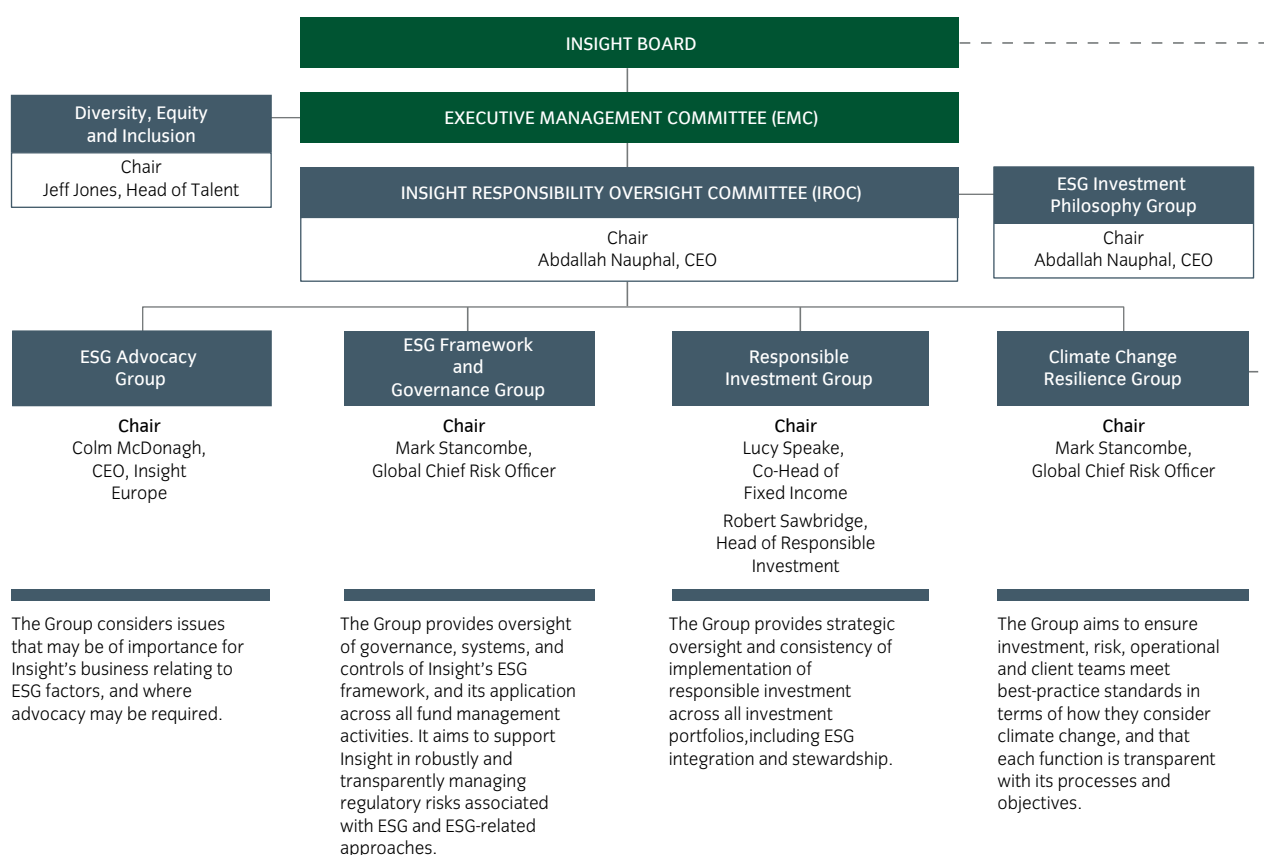 INSIGHT BOARD
Diversity, Equity
and Inclusion
Chair
Jeff Jones, Head of Talent
EXECUTIVE MANAGEMENT COMMITTEE (EMC)
INSIGHT RESPONSIBILITY OVERSIGHT COMMITTEE (IROC)
Chair
Abdallah Nauphal, CEO
ESG Investment
Philosophy Group
Chair
Abdallah Nauphal, CEO
ESG Advocacy
Group
Chair
Colm McDonagh,
CEO, Insight
Europe
The Group considers issues
that may be of importance for
Insight's business relating to
ESG factors, and where
advocacy may be required.
ESG Framework
and
Governance Group
Chair
Mark Stancombe,
Global Chief Risk Officer
The Group provides oversight
of governance, systems, and
controls of Insight's ESG
framework, and its application
across all fund management
activities. It aims to support
Insight in robustly and
transparently managing
regulatory risks associated
with ESG and ESG-related
approaches.
Responsible
Investment Group
Chair
Lucy Speake,
Co-Head of
Fixed Income
Robert Sawbridge,
Head of Responsible
Investment
The Group provides strategic
oversight and consistency of
implementation of
responsible investment
across all investment
portfolios,including ESG
integration and stewardship.
Climate Change
Resilience Group
Chair
Mark Stancombe,
Global Chief Risk Officer
The Group aims to ensure
investment, risk, operational
and client teams meet
best-practice standards in
terms of how they consider
climate change, and that
each function is transparent
with its processes and
objectives.